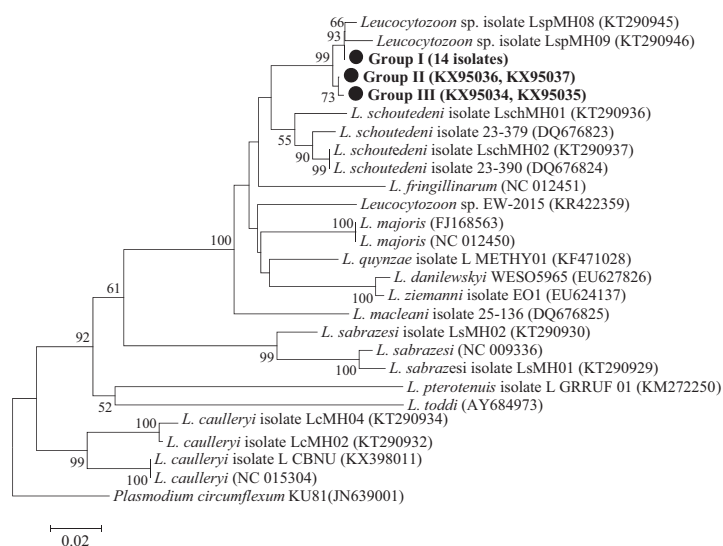 66
Leucocytozoon sp. isolate LspMH08 (KT290945)
93
Leucocytozoon sp. isolate LspMH09 (KT290946)
99
Group I (14 isolates)
Group II (KX95036, KX95037)
73
Group III (KX95034, KX95035)
L. schoutedeni isolate LschMH01 (KT290936)
55
L. schoutedeni isolate 23-379 (DQ676823)
90
L. schoutedeni isolate LschMH02 (KT290937)
99
L. schoutedeni isolate 23-390 (DQ676824)
L. fringillinarum (NC 012451)
Leucocytozoon sp. EW-2015 (KR422359)
100
L. majoris (FJ168563)
L. majoris (NC 012450)
100
L. quynzae isolate L METHY01 (KF471028)
L. danilewskyi WESO5965 (EU627826)
100
L. ziemanni isolate EO1 (EU624137)
61
L. macleani isolate 25-136 (DQ676825)
L. sabrazesi isolate LsMH02 (KT290930)
92
99
L. sabrazesi (NC 009336)
100
L. sabrazesi isolate LsMH01 (KT290929)
L. pterotenuis isolate L GRRUF 01 (KM272250)
52
L. toddi (AY684973)
100
L. caulleryi isolate LcMH04 (KT290934)
L. caulleryi isolate LcMH02 (KT290932)
99
L. caulleryi isolate L CBNU (KX398011)
100
L. caulleryi (NC 015304)
Plasmodium circumflexum KU81(JN639001)
0.02